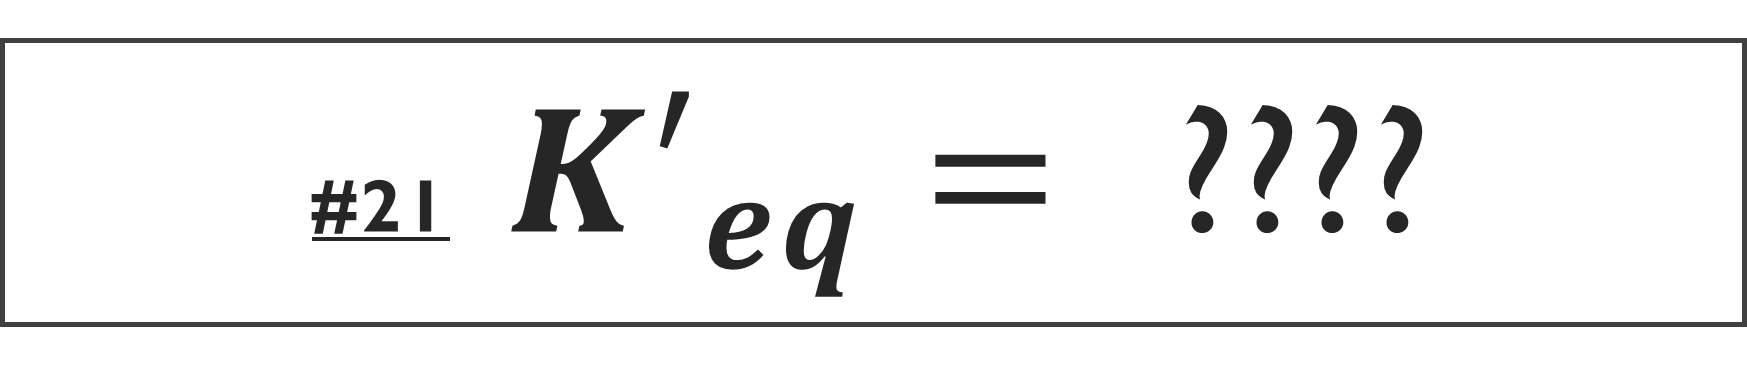 #21 K′eq = ????